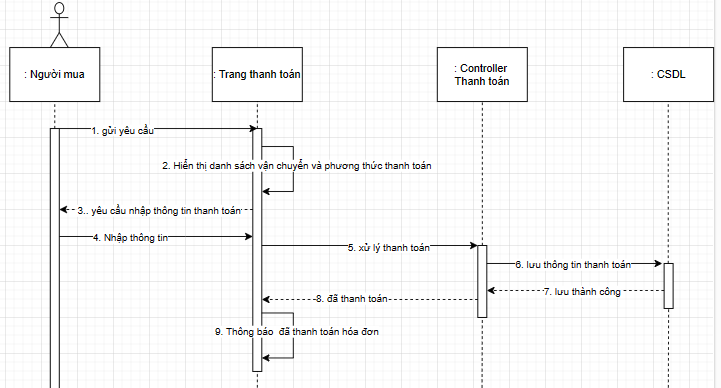 : Người mua
: Trang thanh toán
: Controller
Thanh toán
: CSDL
1. gửi yêu cầu
2. Hiển thị danh sách vận chuyển và phương thức thanh toán
3.. yêu cầu nhập thông tin thanh toán
4. Nhập thông tin
5. xử lý thanh toán
6. lưu thông tin thanh toán
7. lưu thành công
8. đã thanh toán
9. Thông báo đã thanh toán hóa đơn